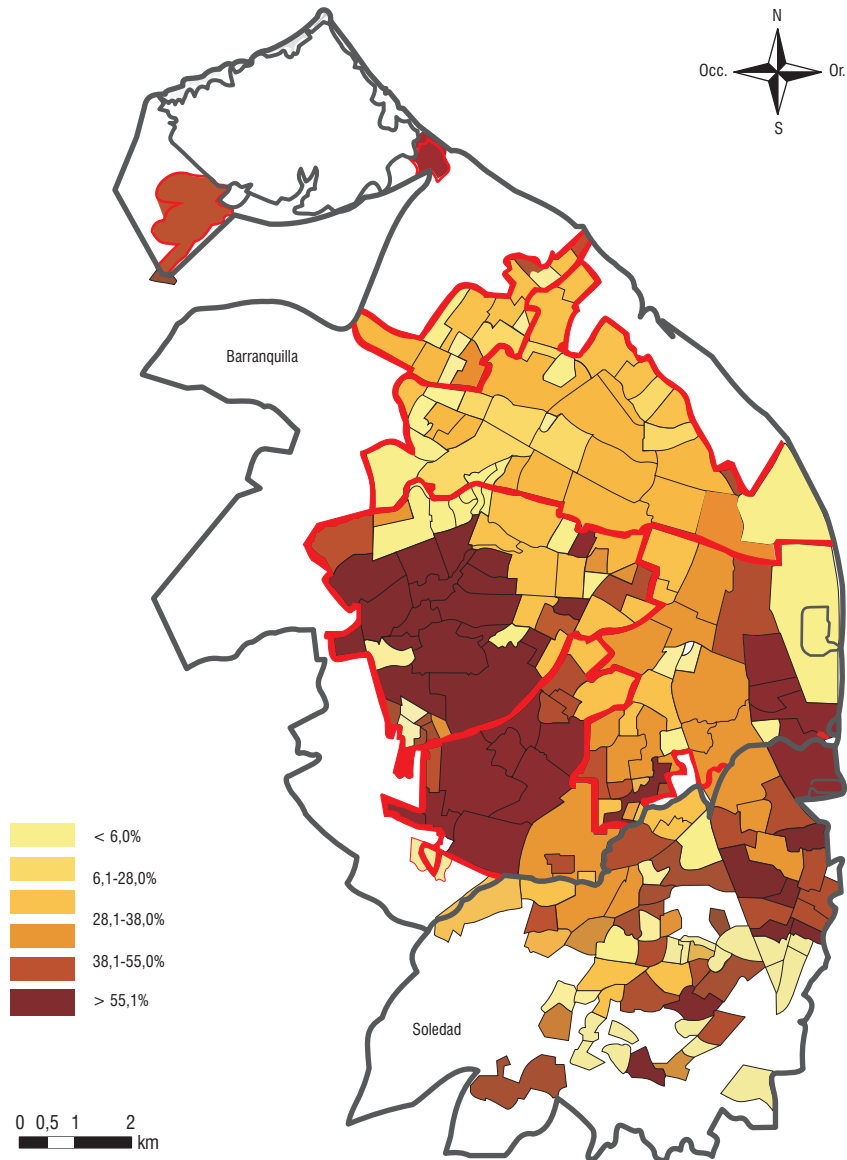 N
Occ. Or.
S
Barranquilla
< 6,0%
6,1-28,0%
28,1-38,0%
38,1-55,0%
> 55,1%
Soledad
0 0,5 1 2
km